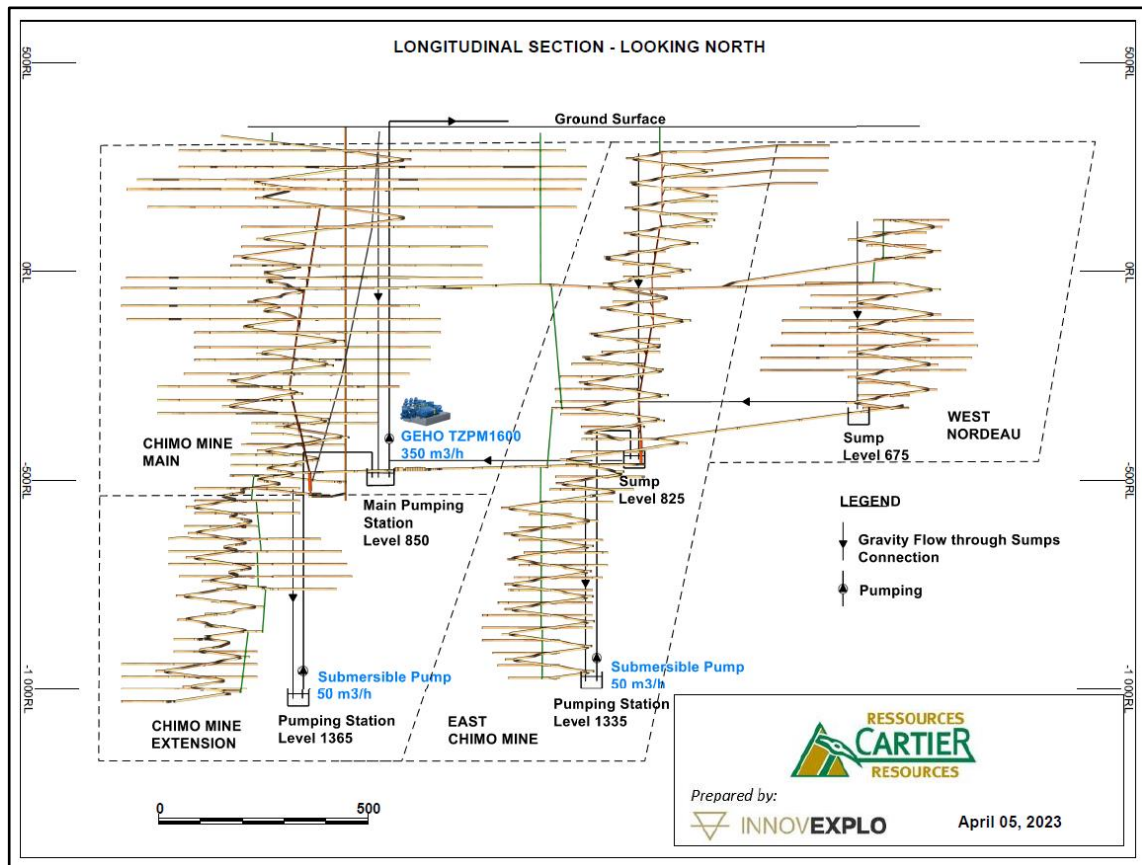 LONGITUDINAL SECTION - LOOKING NORTH
500RL
500RL
Ground Surface
0RL
0RL
GEHO TZPM1600
350 m3/h
CHIMO MINE
MAIN
WEST
NORDEAU
Sump
Level 675
-500RL
-500RL
Main Pumping
Station
Level 850
Sump
Level 825
LEGEND
Gravity Flow through Sumps
Connection
Pumping
Submersible Pump
50 m3/h
Submersible Pump
50 m3/h
-1 000RL
-1 000RL
Pumping Station
Level 1365
Pumping Station
Level 1335
CHIMO MINE
EXTENSION
EAST
CHIMO MINE
0
500
RESSOURCES
CARTIER
RESOURCES
Prepared by:
INNOVEXPLO
April 05, 2023